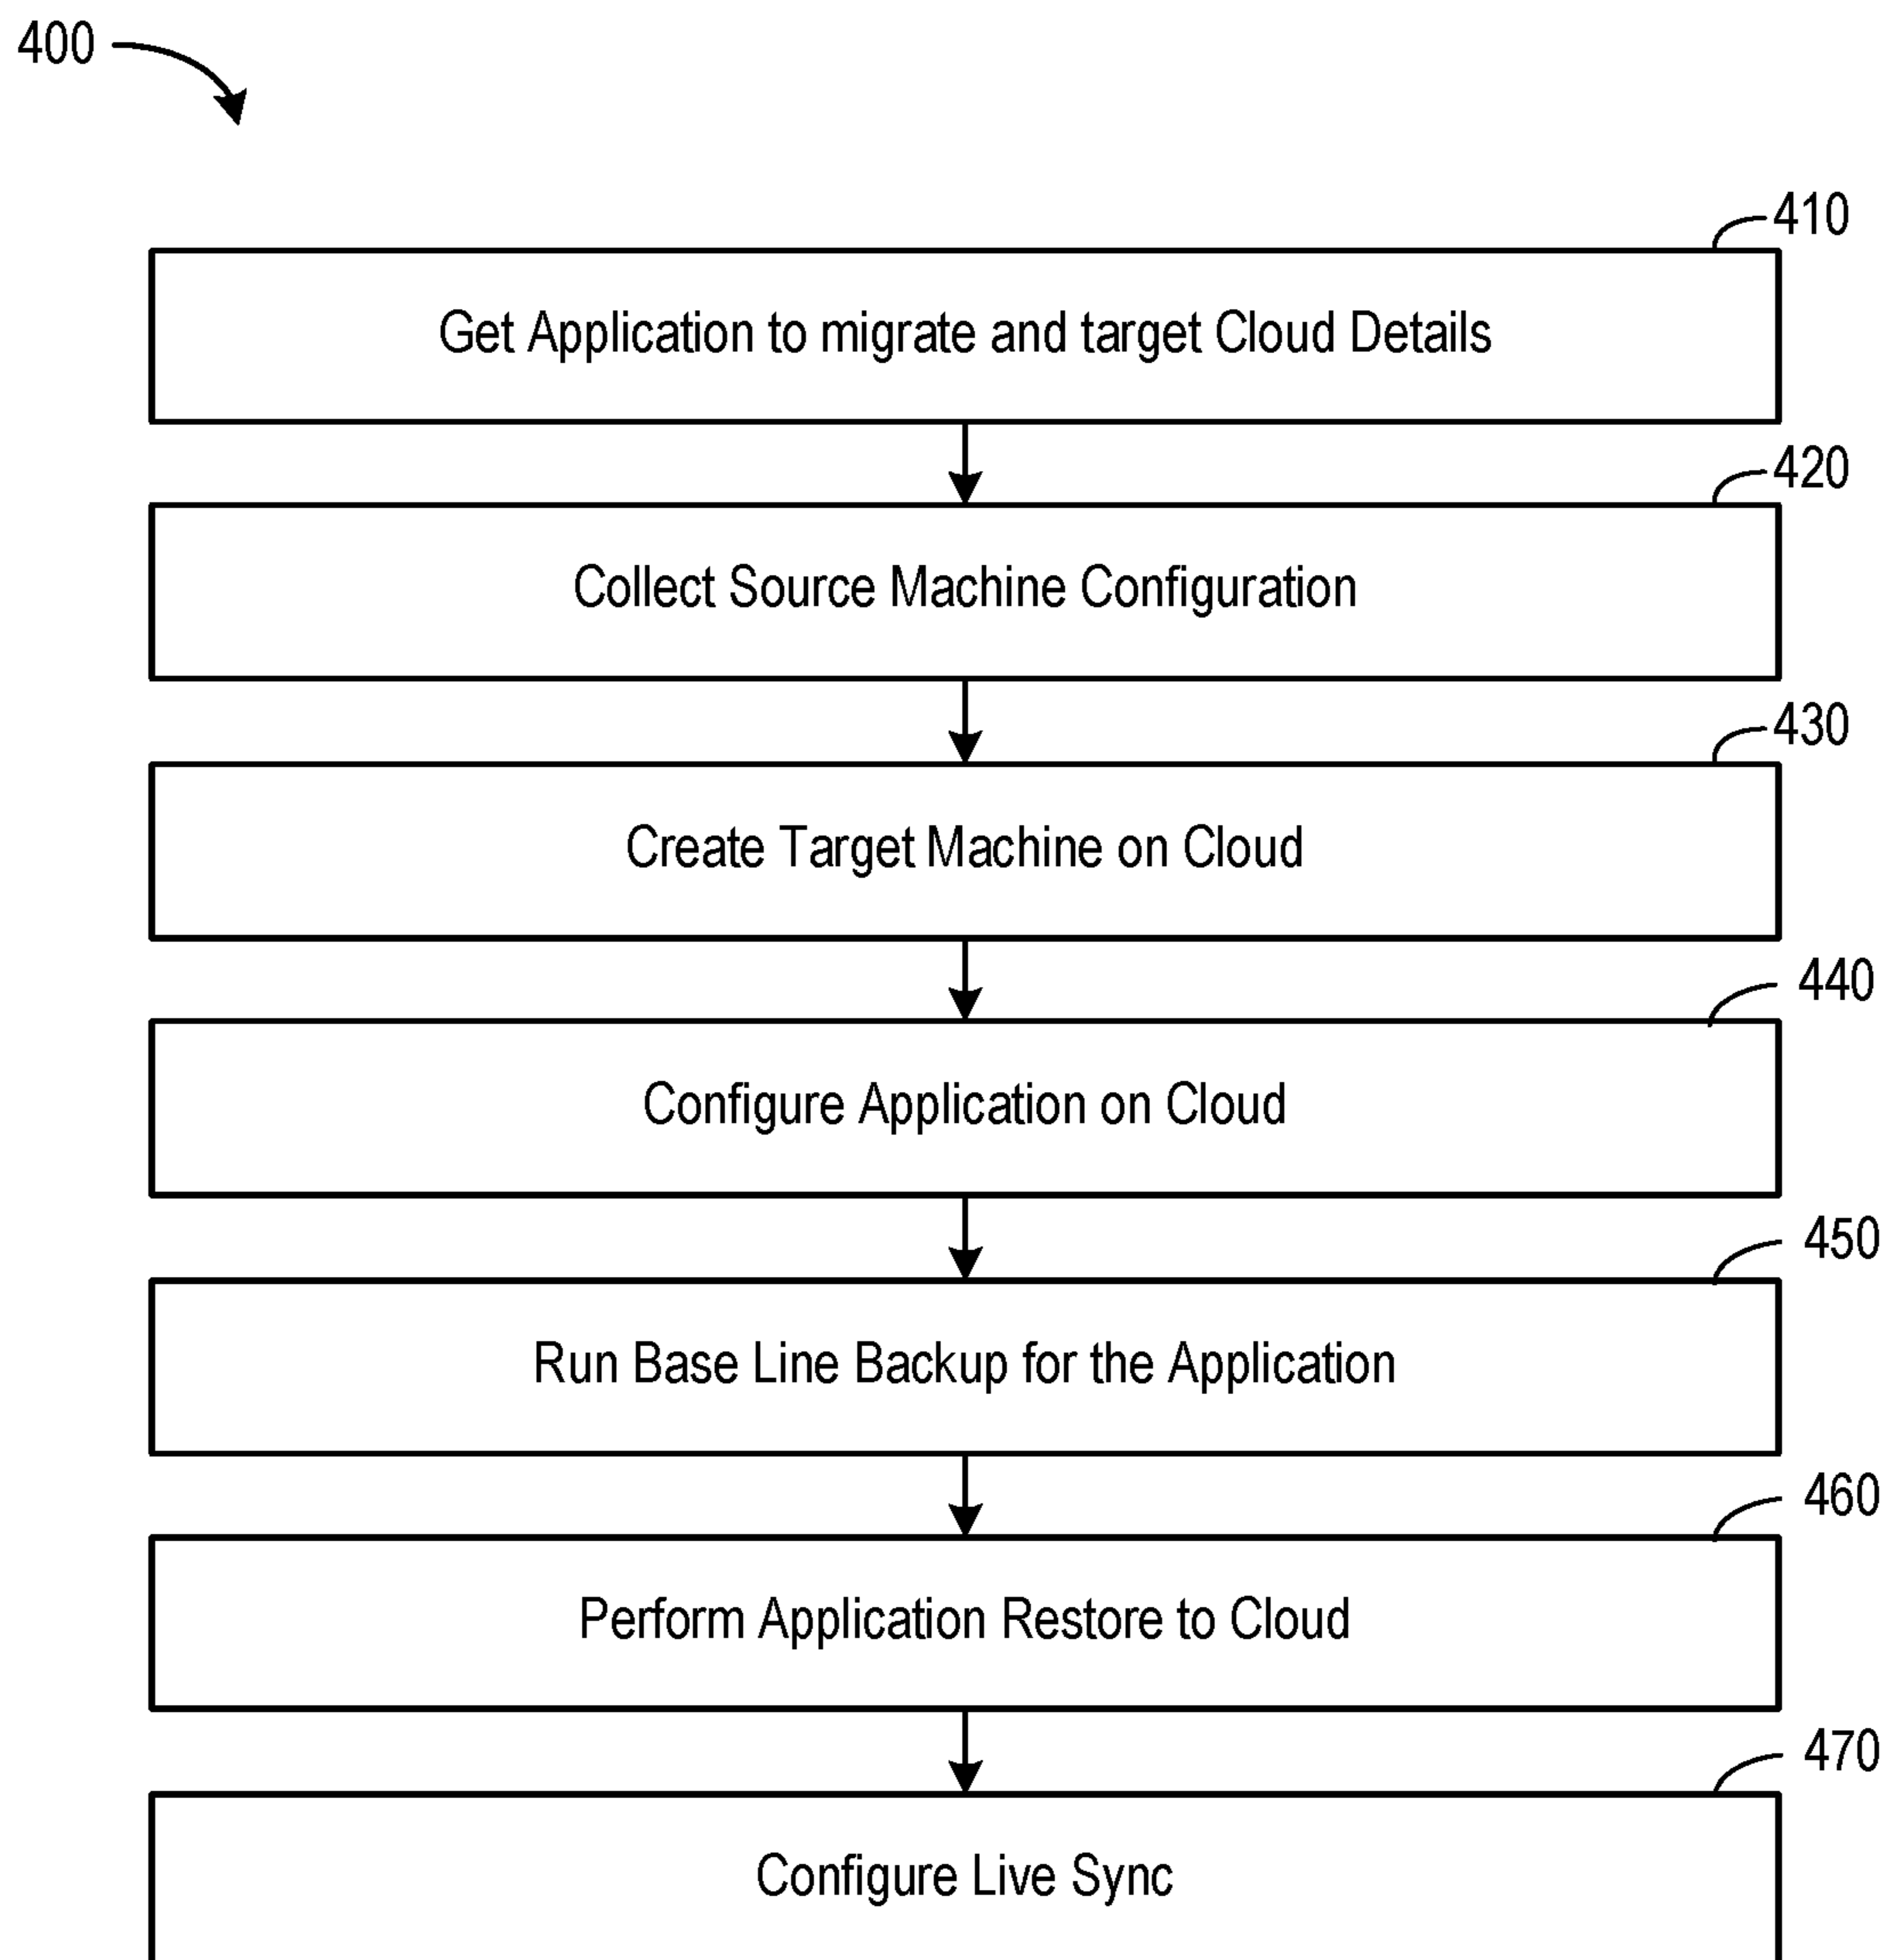 400
410
Get Application to migrate and target Cloud Details
420
Collect Source Machine Configuration
430
Create Target Machine on Cloud
440
Configure Application on Cloud
450
Run Base Line Backup for the Application
460
Perform Application Restore to Cloud
470
Configure Live Sync